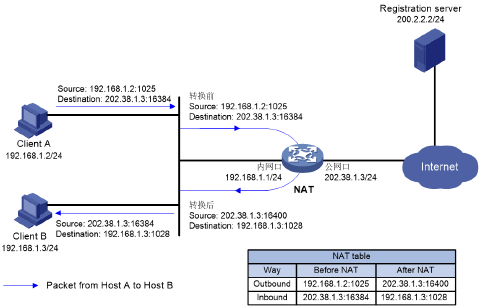 Registration server
200.2.2.2/24
Source: 192.168.1.2:1025
Destination: 202.38.1.3:16384
转换前
Source: 192.168.1.2:1025
Destination: 202.38.1.3:16384
Client A
192.168.1.2/24
内网口
公网口
192.168.1.1/24
202.38.1.3/24
NAT
Internet
转换后
Source: 202.38.1.3:16400
Destination: 192.168.1.3:1028
Source: 202.38.1.3:16384
Destination: 192.168.1.3:1028
Client B
192.168.1.3/24
Packet from Host A to Host B
NAT table
Way Before NAT After NAT
Outbound 192.168.1.2:1025 202.38.1.3:16400
Inbound 202.38.1.3:16384 192.168.1.3:1028